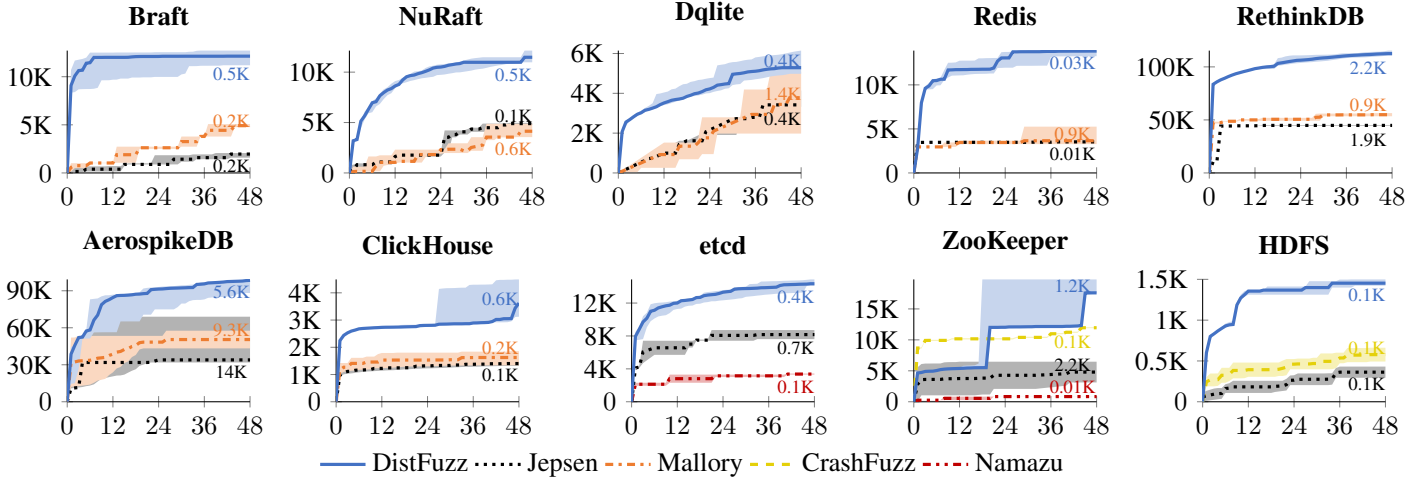 Braft NuRaft Dqlite Redis RethinkDB
10K 5K 0 0.5K 0.2K 0.2K
0 12 24 36 48
10K 5K 0 0.5K 0.1K 0.6K
0 12 24 36 48
6K 4K 2K 0 0.4K 1.4K 0.4K
0 12 24 36 48
10K 5K 0 0.03K 0.9K 0.01K
0 12 24 36 48
100K 50K 0 2.2K 0.9K 1.9K
0 12 24 36 48
AerospikeDB ClickHouse etcd ZooKeeper HDFS
90K 60K 30K 0 5.6K 9.3K 14K
0 12 24 36 48
4K 3K 2K 1K 0 0.6K 0.2K 0.1K
0 12 24 36 48
12K 8K 4K 0 0.4K 0.7K 0.1K
0 12 24 36 48
15K 10K 5K 0 1.2K 0.1K 2.2K 0.01K
0 12 24 36 48
1.5K 1K 0.5K 0 0.1K 0.1K 0.1K
0 12 24 36 48
DistFuzz Jepsen Mallory CrashFuzz Namazu